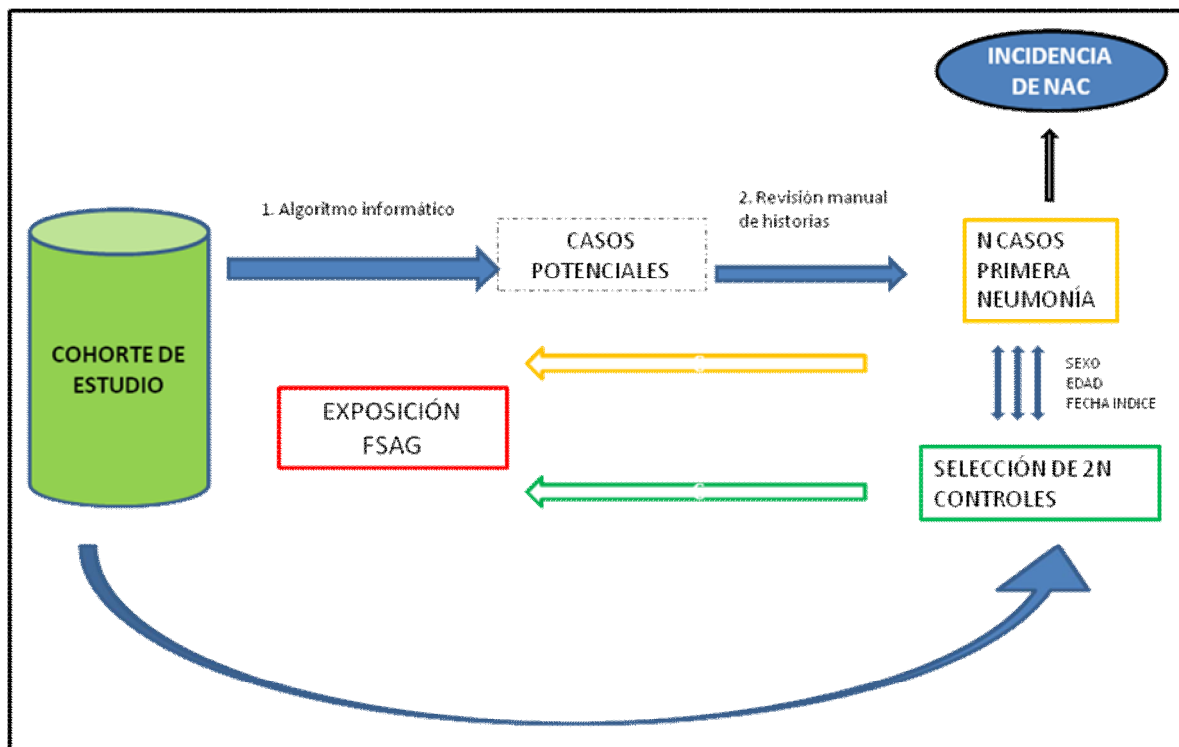 INCIDENCIA
DE NAC
1. Algoritmo informático
2. Revisión manual
de historias
CASOS
POTENCIALES
N CASOS
PRIMERA
NEUMONÍA
COHORTE DE
ESTUDIO
SEXO
EDAD
FECHA INDICE
EXPOSICIÓN
FSAG
SELECCIÓN DE 2N
CONTROLES